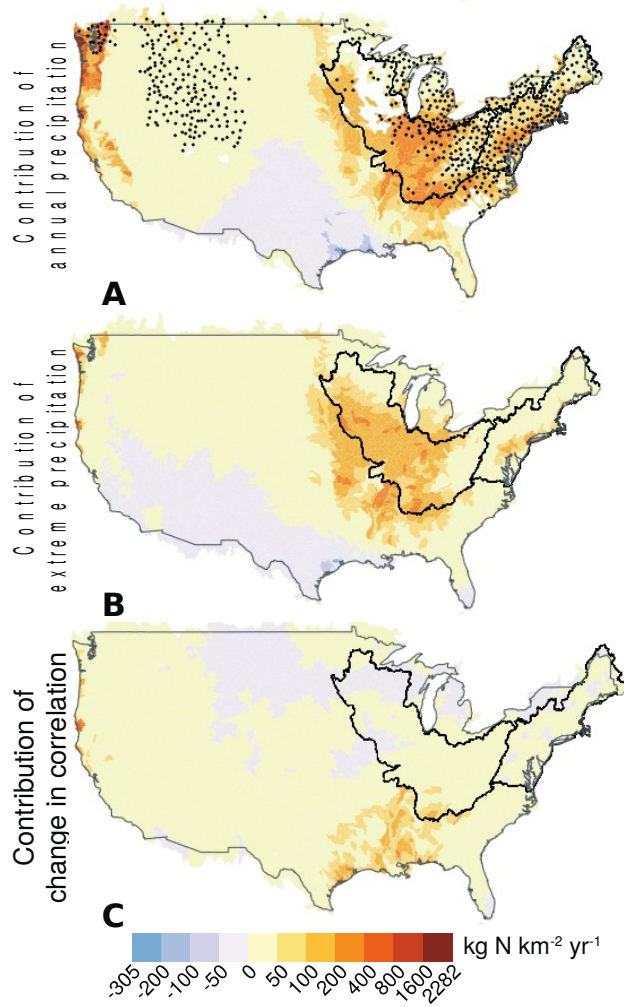 Contribution of
annual precipitation
A
Contribution of
extreme precipitation
B
Contribution of
change in correlation
C
kg N km-2 yr-1
-305 -200 -100 -50 0 50 100 200 400 800 1600 2282